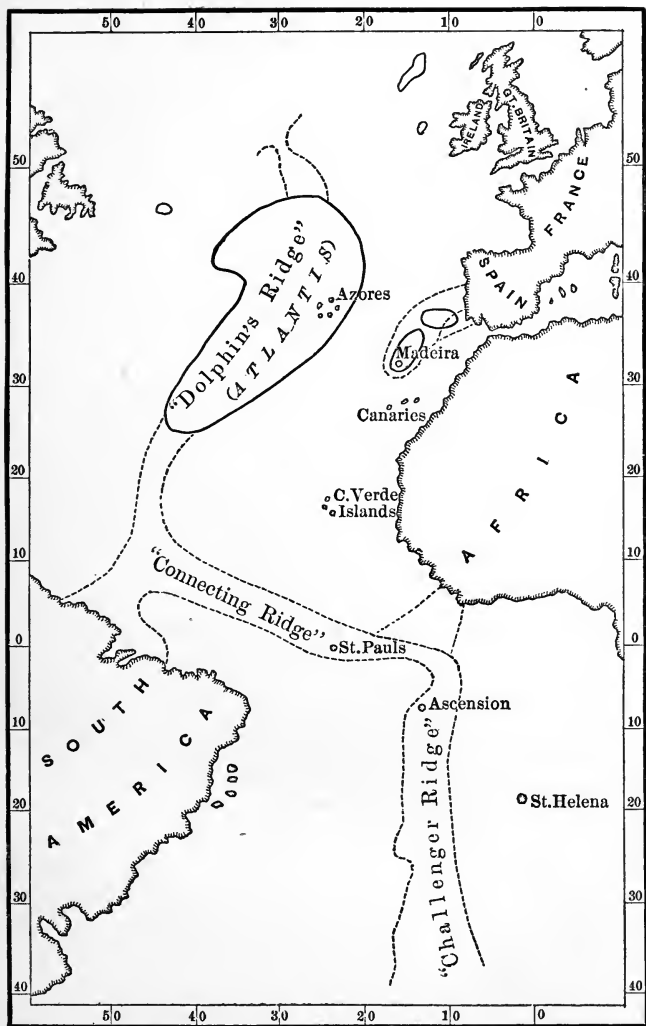 50 40 30 20 10 0
50
50
40
40
30
30
20
20
10
10
0
0
10
10
20
20
30
30
40
40
IRELAND
GT. BRITAIN
FRANCE
SPAIN
"Dolphin's Ridge"
(ATLANTIS)
Azores
Madeira
Canaries
AFRICA
C. Verde
Islands
"Connecting Ridge"
St. Pauls
SOUTH
AMERICA
Ascension
"Challenger Ridge"
St. Helena
50 40 30 20 10 0